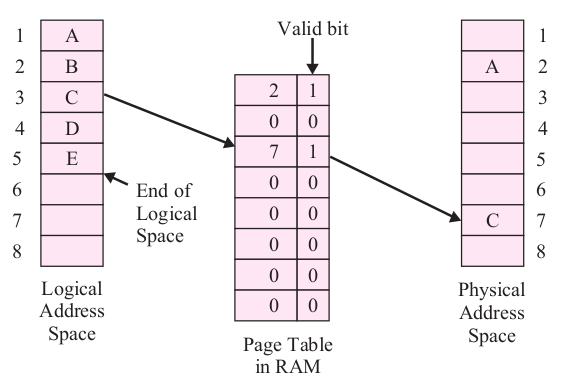 Valid bit
1 A
2 B
3 C
4 D
5 E
6
7
8
End of
Logical
Space
Logical
Address
Space
2 1
0 0
7 1
0 0
0 0
0 0
0 0
0 0
Page Table
in RAM
1
A 2
3
4
5
6
C 7
8
Physical
Address
Space